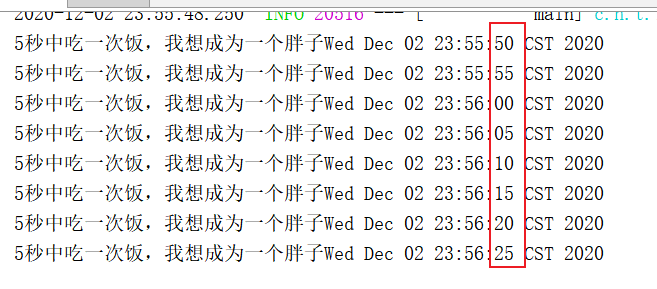 2020-12-02 23:55:48.250 INFO 20516 --- [ main] c.h.t.
5秒中吃一次饭，我想成为一个胖子Wed Dec 02 23:55:50 CST 2020
5秒中吃一次饭，我想成为一个胖子Wed Dec 02 23:55:55 CST 2020
5秒中吃一次饭，我想成为一个胖子Wed Dec 02 23:56:00 CST 2020
5秒中吃一次饭，我想成为一个胖子Wed Dec 02 23:56:05 CST 2020
5秒中吃一次饭，我想成为一个胖子Wed Dec 02 23:56:10 CST 2020
5秒中吃一次饭，我想成为一个胖子Wed Dec 02 23:56:15 CST 2020
5秒中吃一次饭，我想成为一个胖子Wed Dec 02 23:56:20 CST 2020
5秒中吃一次饭，我想成为一个胖子Wed Dec 02 23:56:25 CST 2020